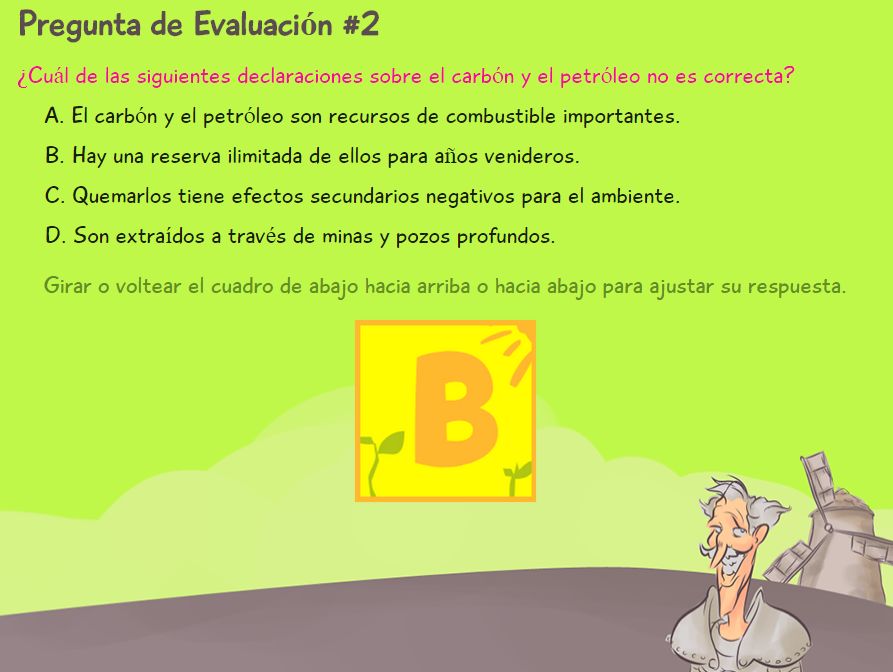 Pregunta de Evaluación #2
¿Cuál de las siguientes declaraciones sobre el carbón y el petróleo no es correcta?
A. El carbón y el petróleo son recursos de combustible importantes.
B. Hay una reserva ilimitada de ellos para años venideros.
C. Quemarlos tiene efectos secundarios negativos para el ambiente.
D. Son extraídos a través de minas y pozos profundos.
Girar o voltear el cuadro de abajo hacia arriba o hacia abajo para ajustar su respuesta.
B